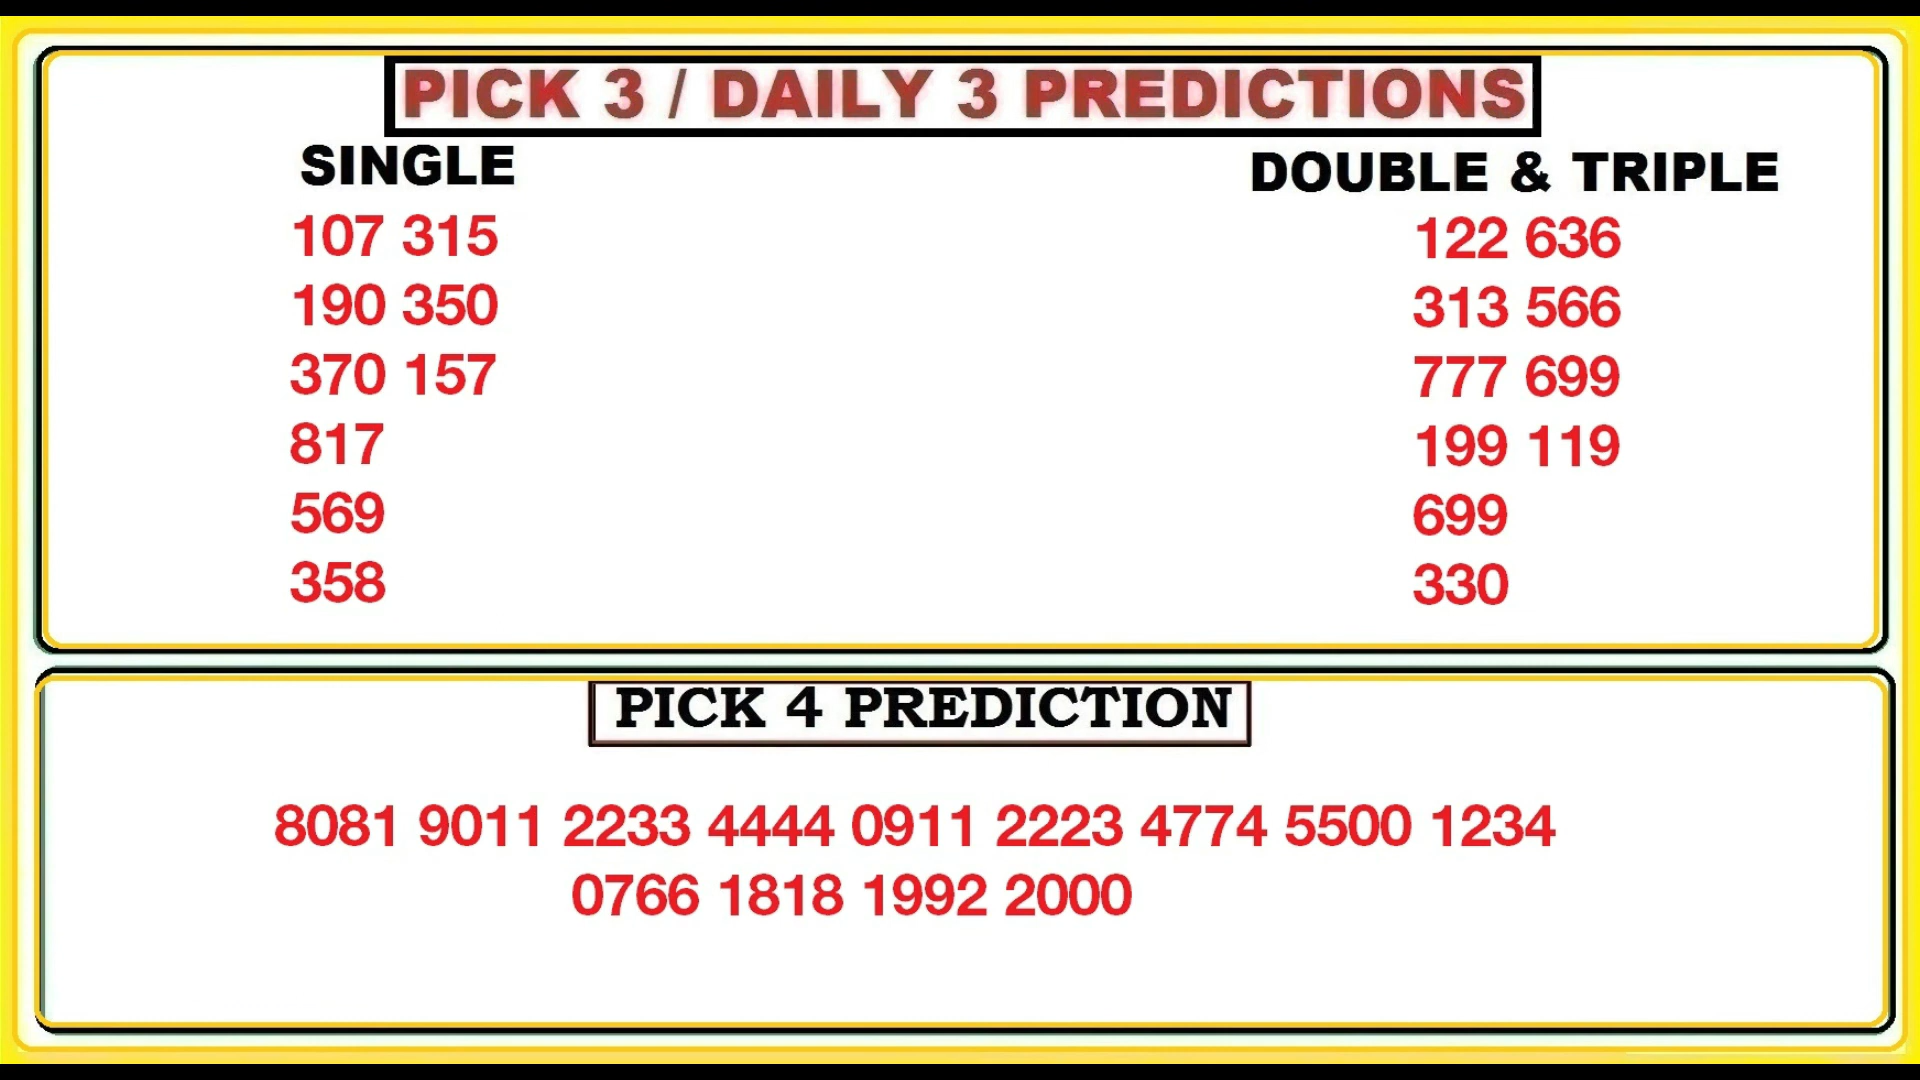 PICK 3 / DAILY 3 PREDICTIONS
SINGLE
107 315
190 350
370 157
817
569
358
DOUBLE & TRIPLE
122 636
313 566
777 699
199 119
699
330
PICK 4 PREDICTION
8081 9011 2233 4444 0911 2223 4774 5500 1234
0766 1818 1992 2000